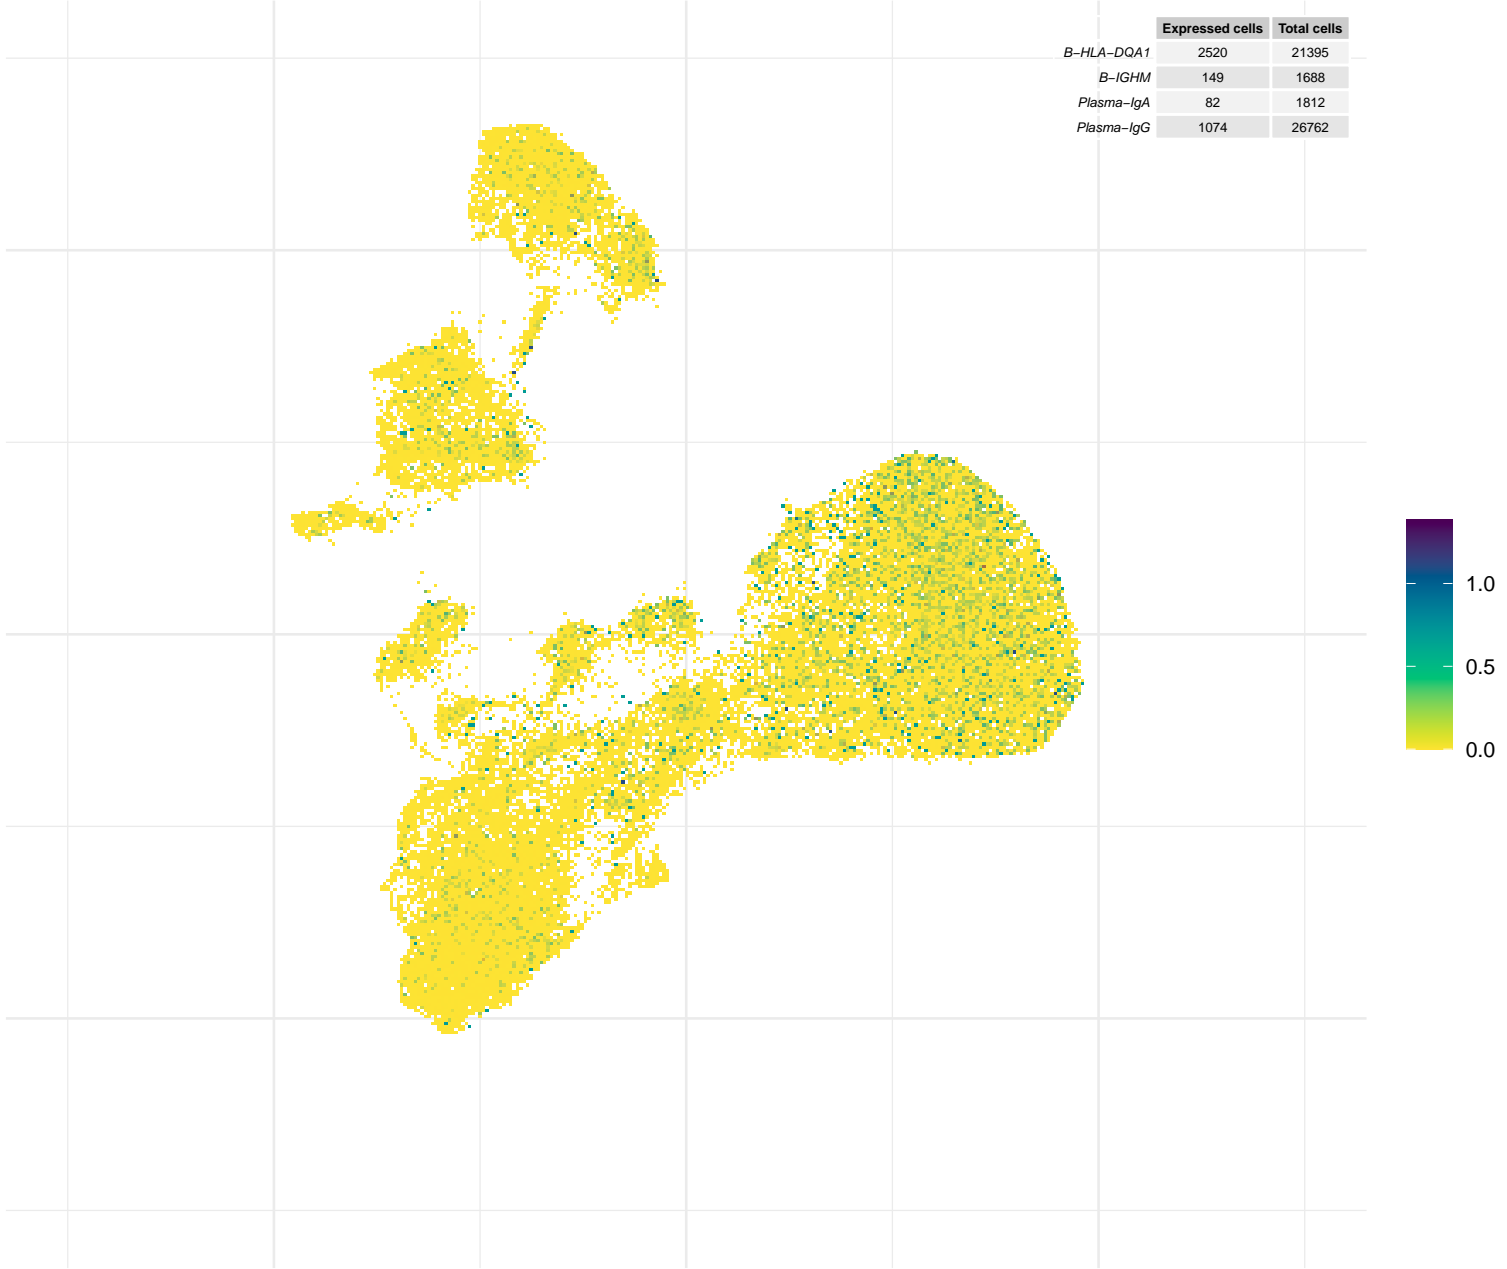 Expressed cells Total cells
B−HLA−DQA1 2520 21395
B−IGHM 149 1688
Plasma−IgA 82 1812
Plasma−IgG 1074 26762
1.0
0.5
0.0